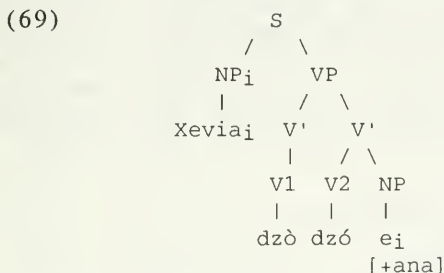 (69) S
/ \
NPi VP
| / \
Xeviai V' V'
| / \
V1 V2 NP
| | |
dzò dzó ei
[+ana]